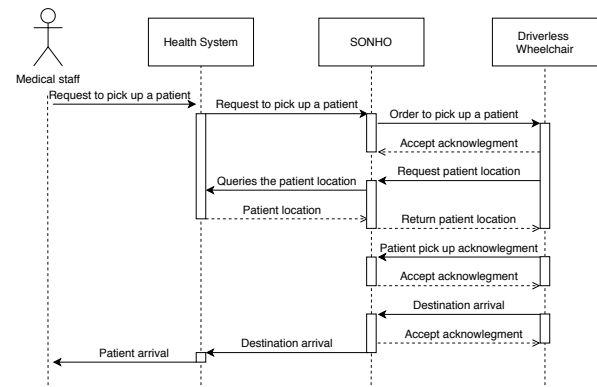 Health System
SONHO
Driverless
Wheelchair
Medical staff
Request to pick up a patient
Request to pick up a patient
Order to pick up a patient
Accept acknowlegment
Request patient location
Queries the patient location
Patient location
Return patient location
Patient pick up acknowlegment
Accept acknowlegment
Destination arrival
Accept acknowlegment
Destination arrival
Patient arrival